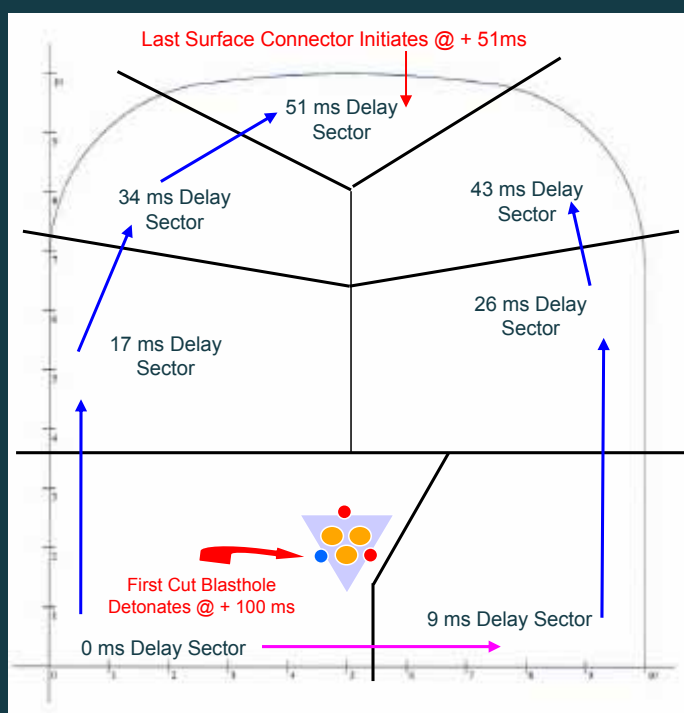 Last Surface Connector Initiates @ + 51ms
51 ms Delay
Sector
34 ms Delay
Sector
43 ms Delay
Sector
26 ms Delay
Sector
17 ms Delay
Sector
First Cut Blasthole
Detonates @ + 100 ms
9 ms Delay Sector
0 ms Delay Sector